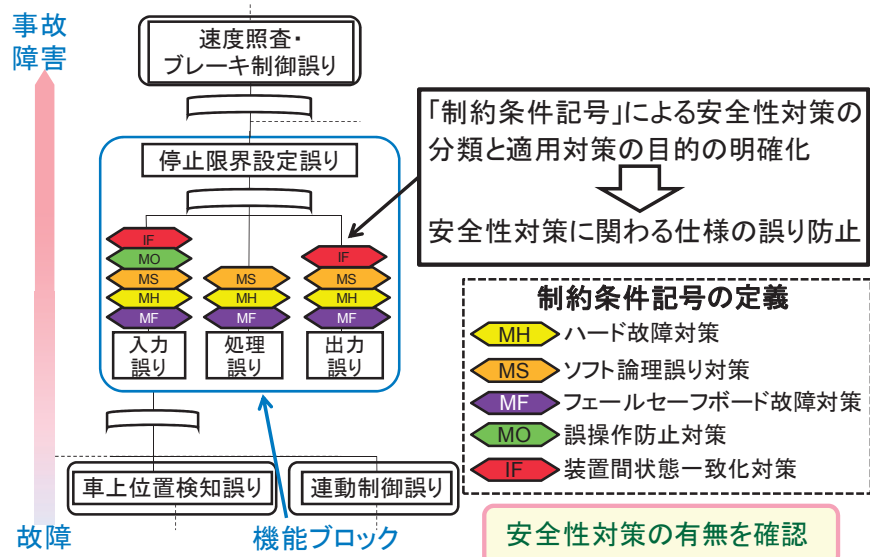 事故
障害
速度照査・
ブレーキ制御誤り
「制約条件記号」による安全性対策の
分類と適用対策の目的の明確化
安全性対策に関わる仕様の誤り防止
停止限界設定誤り
IF
MO
MS
MH
MF
MS
MH
MF
IF
MS
MH
MF
入力
誤り
処理
誤り
出力
誤り
制約条件記号の定義
MH ハード故障対策
MS ソフト論理誤り対策
MF フェールセーフボード故障対策
MO 誤操作防止対策
IF 装置間状態一致化対策
車上位置検知誤り
連動制御誤り
故障
機能ブロック
安全性対策の有無を確認